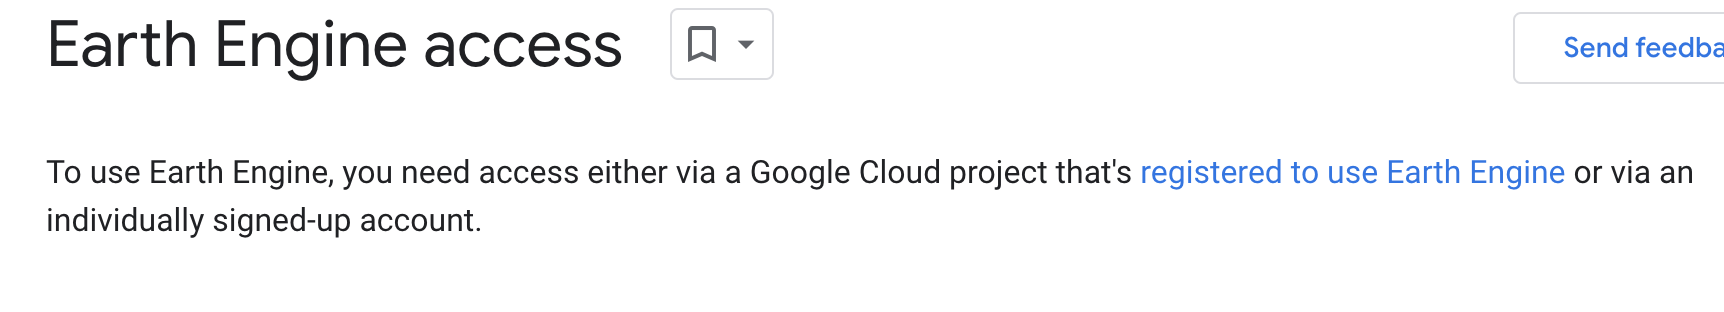 Earth Engine access
Send feedba
To use Earth Engine, you need access either via a Google Cloud project that's registered to use Earth Engine or via an
individually signed-up account.